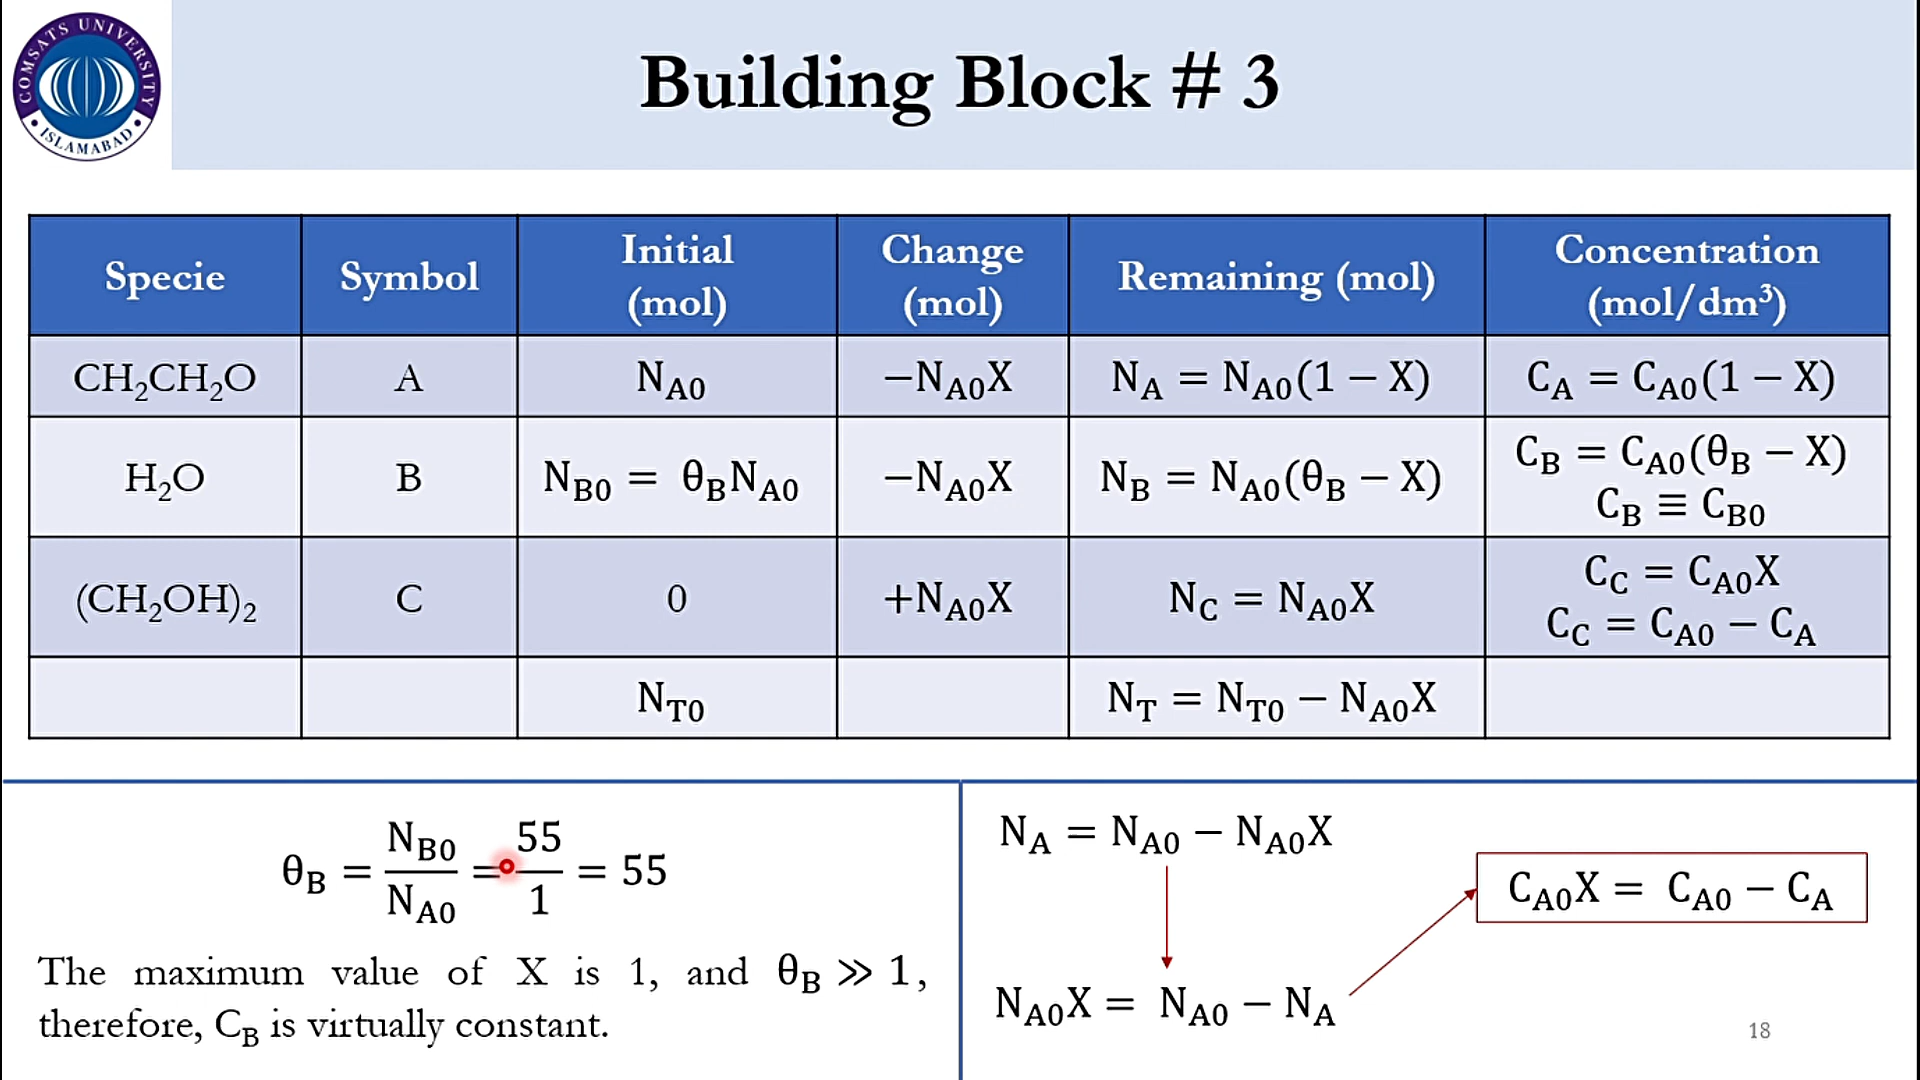 COMSATS UNIVERSITY
• ISLAMABAD •
Building Block # 3
Specie | Symbol | Initial (mol) | Change (mol) | Remaining (mol) | Concentration (mol/dm³)
CH₂CH₂O | A | N_A0 | −N_A0X | N_A = N_A0(1 − X) | C_A = C_A0(1 − X)
H₂O | B | N_B0 = θ_BN_A0 | −N_A0X | N_B = N_A0(θ_B − X) | C_B = C_A0(θ_B − X) C_B ≡ C_B0
(CH₂OH)₂ | C | 0 | +N_A0X | N_C = N_A0X | C_C = C_A0X C_C = C_A0 − C_A
N_T0 | N_T = N_T0 − N_A0X
θ_B = N_B0/N_A0 = 55/1 = 55
The maximum value of X is 1, and θ_B ≫ 1,
therefore, C_B is virtually constant.
N_A = N_A0 − N_A0X
C_A0X = C_A0 − C_A
N_A0X = N_A0 − N_A
18